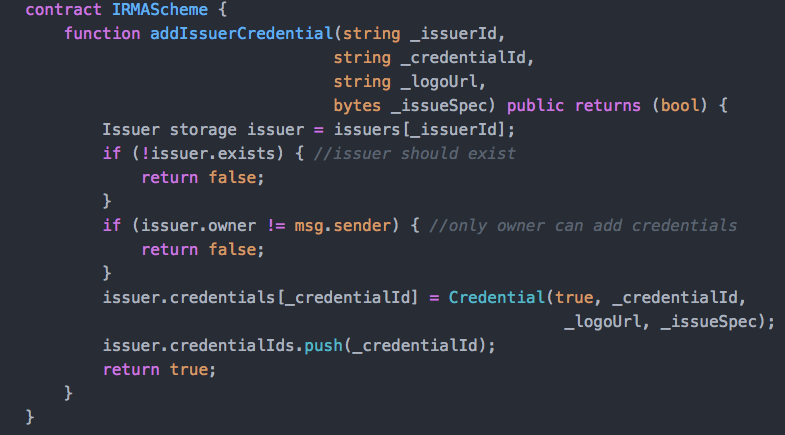 contract IRMAScheme {
    function addIssuerCredential(string _issuerId,
                                string _credentialId,
                                string _logoUrl,
                                bytes _issueSpec) public returns (bool) {
        Issuer storage issuer = issuers[_issuerId];
        if (!issuer.exists) { //issuer should exist
            return false;
        }
        if (issuer.owner != msg.sender) { //only owner can add credentials
            return false;
        }
        issuer.credentials[_credentialId] = Credential(true, _credentialId,
                                                        _logoUrl, _issueSpec);
        issuer.credentialIds.push(_credentialId);
        return true;
    }
}